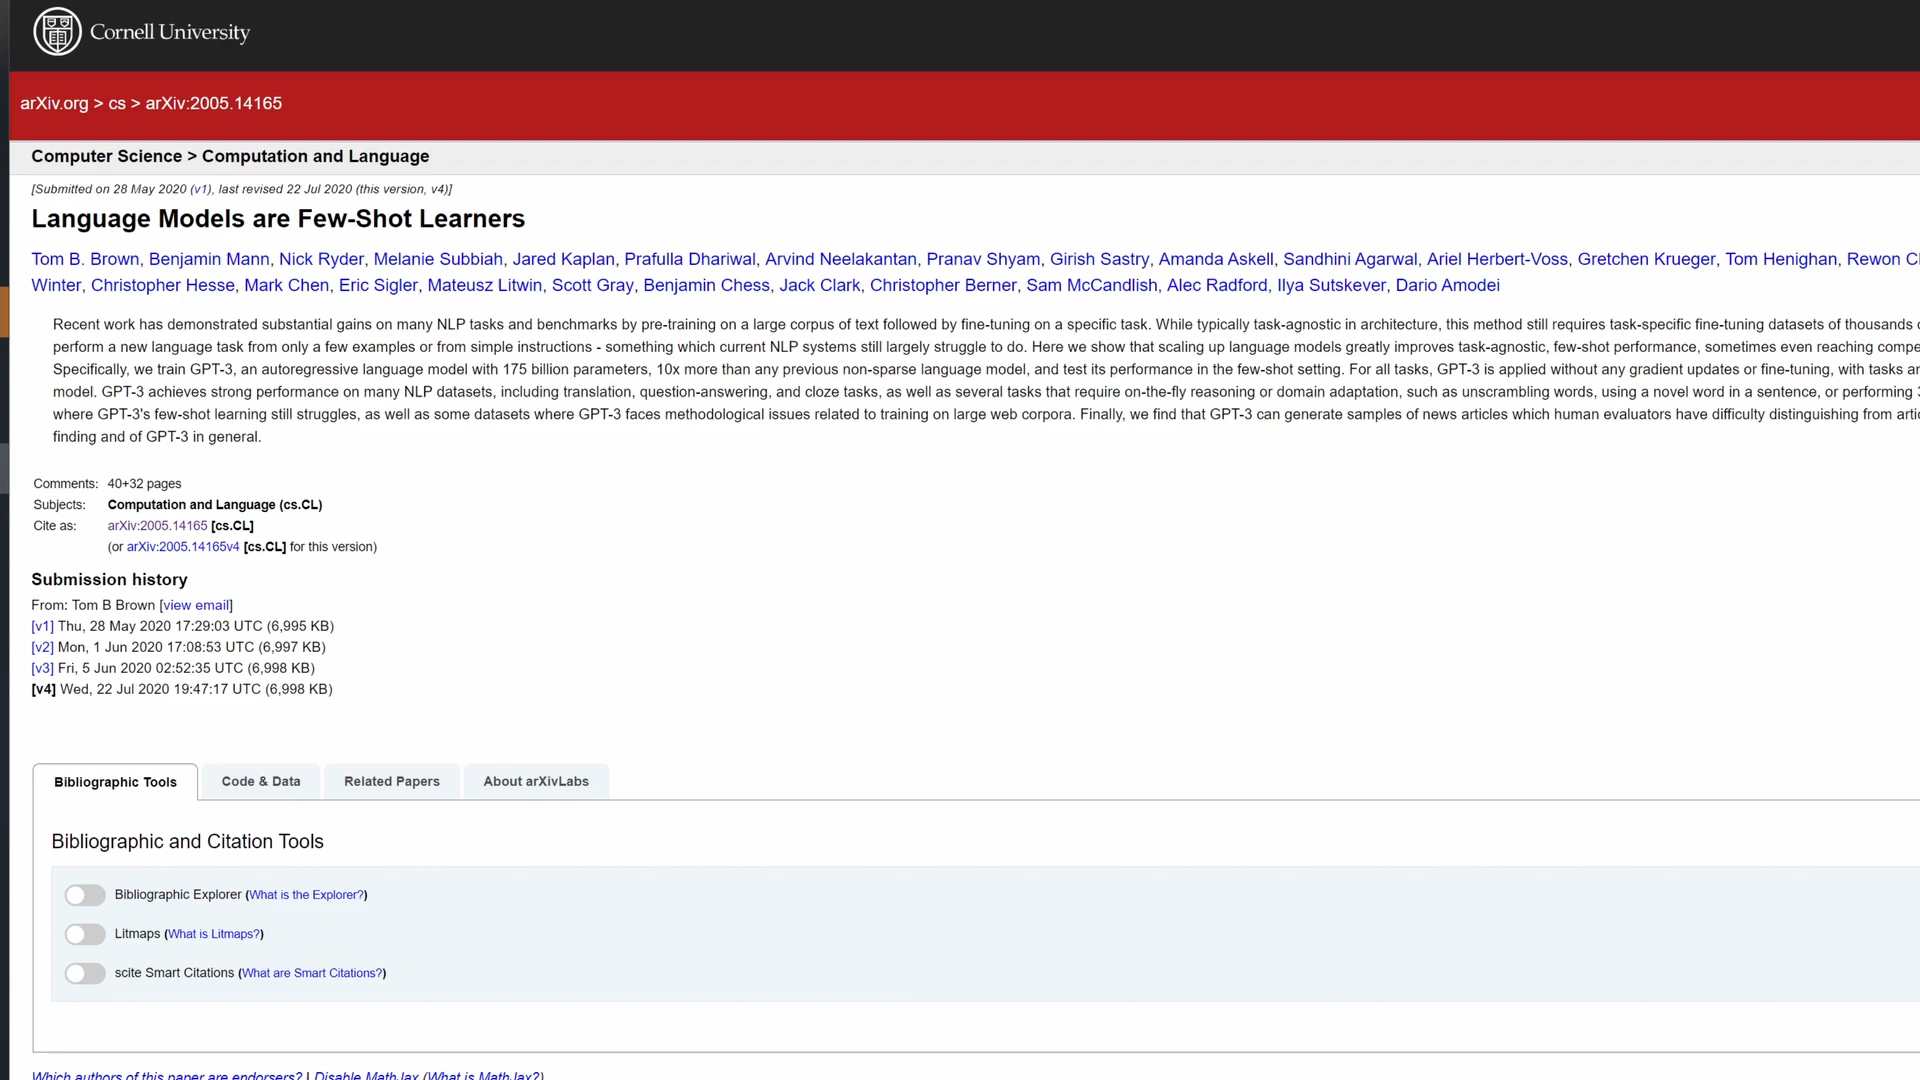 Cornell University
arXiv.org > cs > arXiv:2005.14165
Computer Science > Computation and Language
[Submitted on 28 May 2020 (v1), last revised 22 Jul 2020 (this version, v4)]
Language Models are Few-Shot Learners
Tom B. Brown, Benjamin Mann, Nick Ryder, Melanie Subbiah, Jared Kaplan, Prafulla Dhariwal, Arvind Neelakantan, Pranav Shyam, Girish Sastry, Amanda Askell, Sandhini Agarwal, Ariel Herbert-Voss, Gretchen Krueger, Tom Henighan, Rewon
Winter, Christopher Hesse, Mark Chen, Eric Sigler, Mateusz Litwin, Scott Gray, Benjamin Chess, Jack Clark, Christopher Berner, Sam McCandlish, Alec Radford, Ilya Sutskever, Dario Amodei
Recent work has demonstrated substantial gains on many NLP tasks and benchmarks by pre-training on a large corpus of text followed by fine-tuning on a specific task. While typically task-agnostic in architecture, this method still requires task-specific fine-tuning datasets of thousands
perform a new language task from only a few examples or from simple instructions - something which current NLP systems still largely struggle to do. Here we show that scaling up language models greatly improves task-agnostic, few-shot performance, sometimes even reaching
Specifically, we train GPT-3, an autoregressive language model with 175 billion parameters, 10x more than any previous non-sparse language model, and test its performance in the few-shot setting. For all tasks, GPT-3 is applied without any gradient updates or fine-tuning, with tasks
model. GPT-3 achieves strong performance on many NLP datasets, including translation, question-answering, and cloze tasks, as well as several tasks that require on-the-fly reasoning or domain adaptation, such as unscrambling words, using a novel word in a sentence, or performing
where GPT-3's few-shot learning still struggles, as well as some datasets where GPT-3 faces methodological issues related to training on large web corpora. Finally, we find that GPT-3 can generate samples of news articles which human evaluators have difficulty distinguishing from
finding and of GPT-3 in general.
Comments: 40+32 pages
Subjects: Computation and Language (cs.CL)
Cite as: arXiv:2005.14165 [cs.CL]
(or arXiv:2005.14165v4 [cs.CL] for this version)
Submission history
From: Tom B Brown [view email]
[v1] Thu, 28 May 2020 17:29:03 UTC (6,995 KB)
[v2] Mon, 1 Jun 2020 17:08:53 UTC (6,997 KB)
[v3] Fri, 5 Jun 2020 02:52:35 UTC (6,998 KB)
[v4] Wed, 22 Jul 2020 19:47:17 UTC (6,998 KB)
Bibliographic Tools Code & Data Related Papers About arXivLabs
Bibliographic and Citation Tools
Bibliographic Explorer (What is the Explorer?)
Litmaps (What is Litmaps?)
scite Smart Citations (What are Smart Citations?)
Which authors of this paper are endorsers? | Disable MathJax (What is MathJax?)